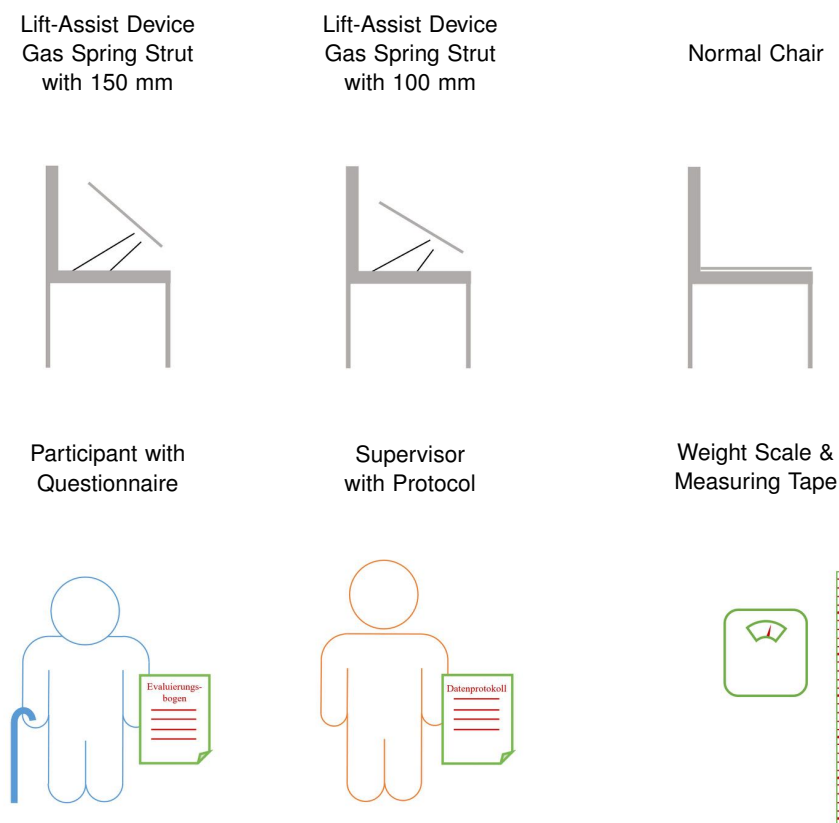 Lift-Assist Device
Gas Spring Strut
with 150 mm
Lift-Assist Device
Gas Spring Strut
with 100 mm
Normal Chair
Participant with
Questionnaire
Supervisor
with Protocol
Weight Scale &
Measuring Tape
Evaluierungs-
bogen
Datenprotokoll